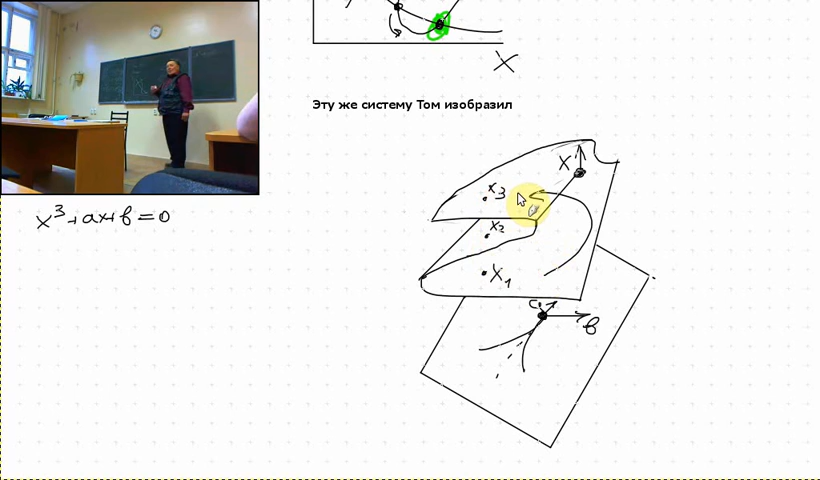 X
Эту же систему Том изобразил
X
x3
x2
X1
x³+ax+в=0
в